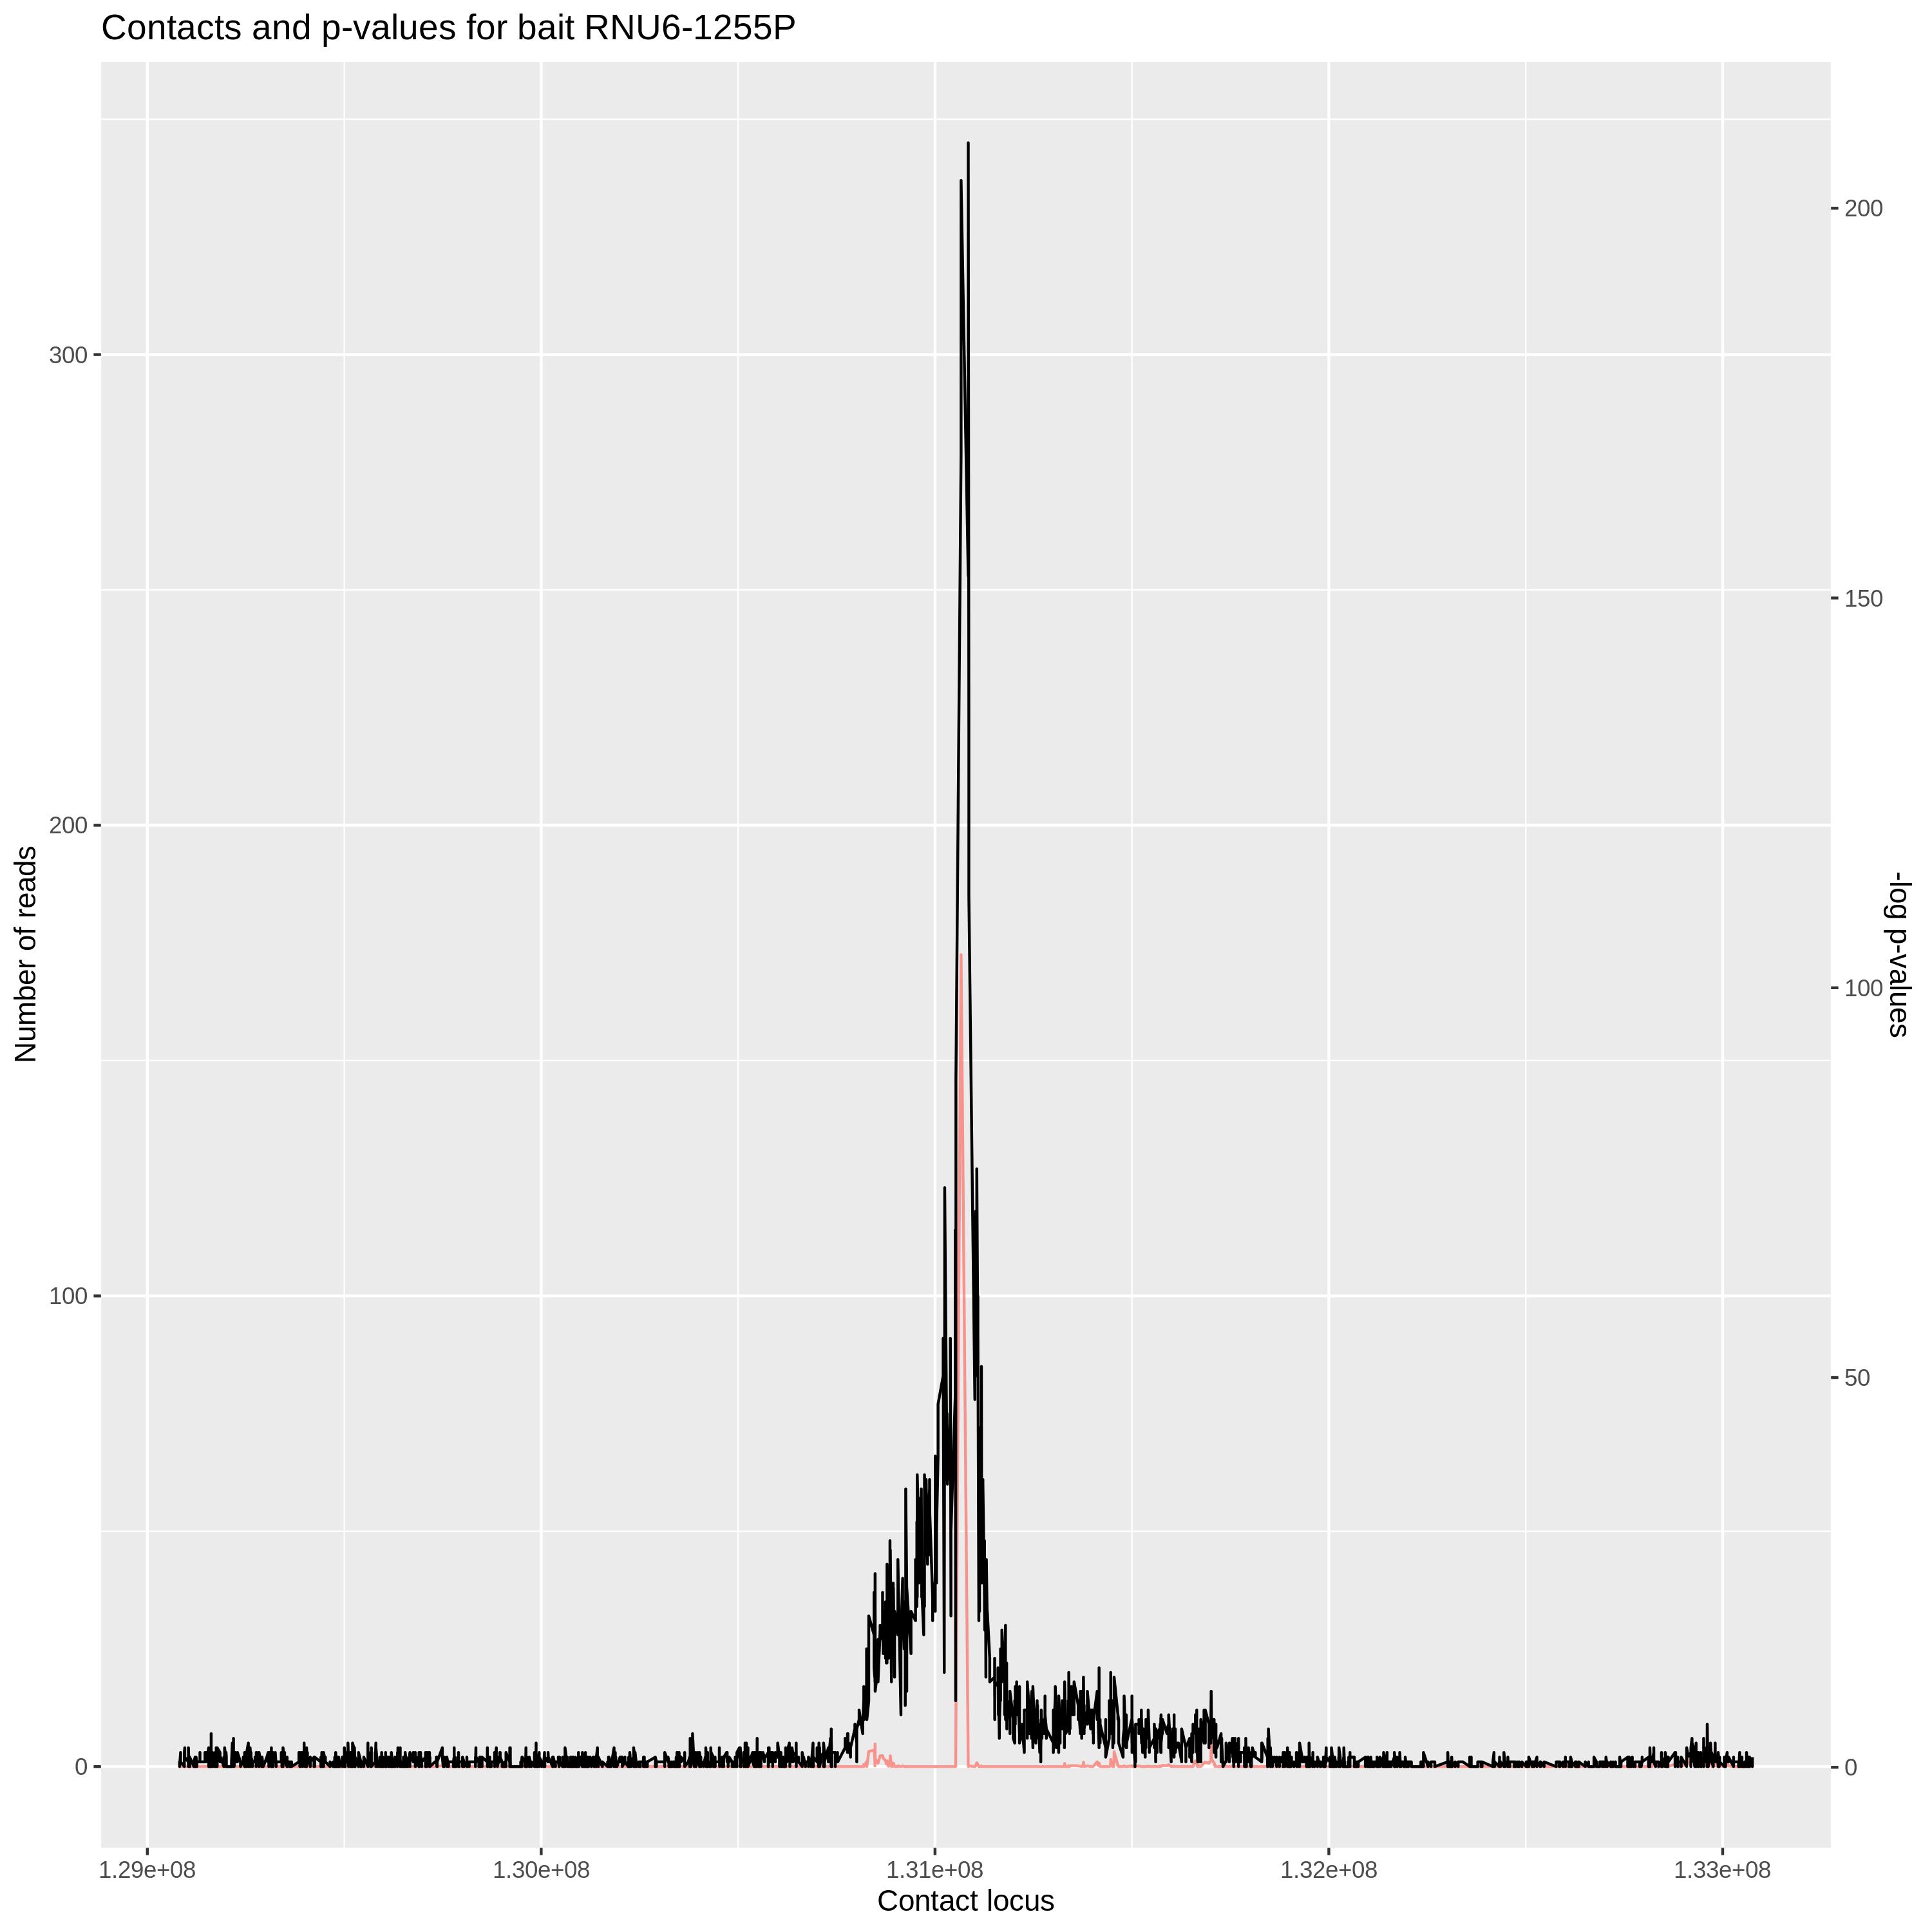 Contacts and p-values for bait RNU6-1255P
300
200
100
0
Number of reads
200
150
100
50
0
-log p-values
1.29e+08 1.30e+08 1.31e+08 1.32e+08 1.33e+08
Contact locus